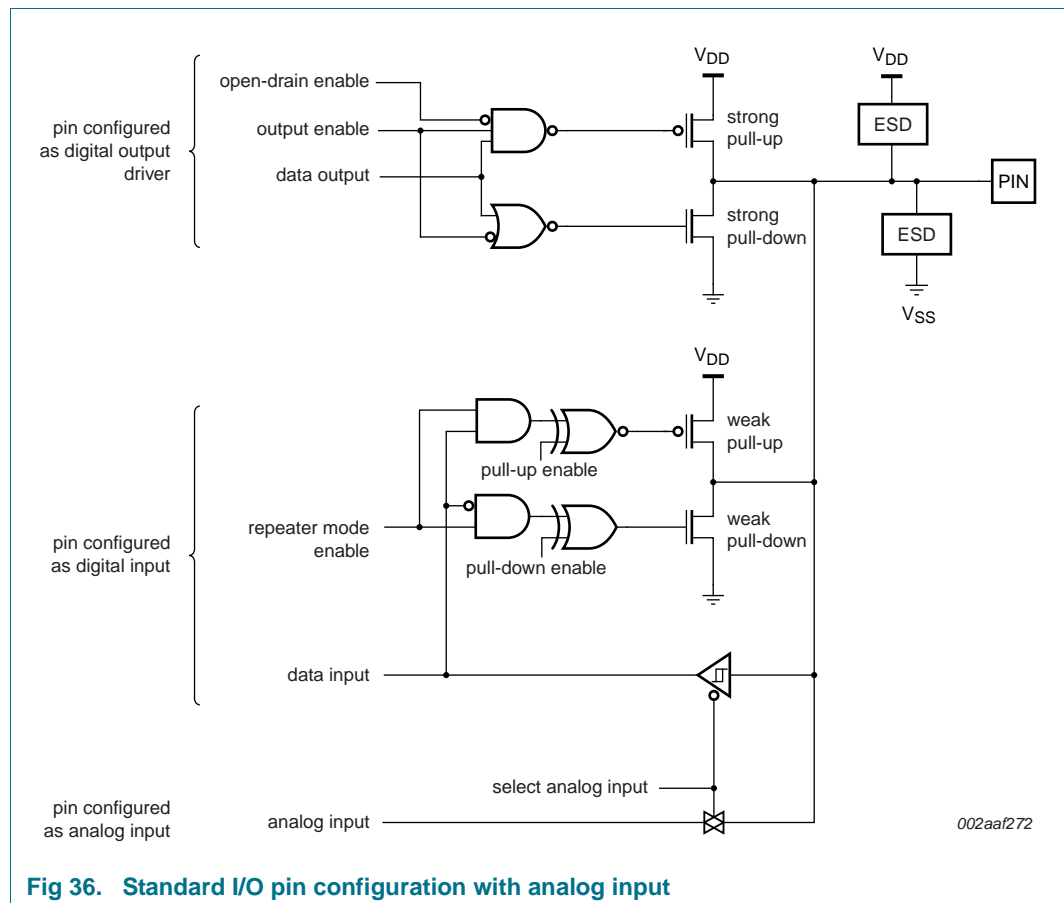 VDD
VDD
open-drain enable
strong
pull-up
ESD
pin configured
as digital output
driver
output enable
data output
PIN
strong
pull-down
ESD
VSS
VDD
weak
pull-up
pull-up enable
pin configured
as digital input
repeater mode
enable
weak
pull-down
pull-down enable
data input
select analog input
pin configured
as analog input
analog input
002aaf272
Fig 36. Standard I/O pin configuration with analog input